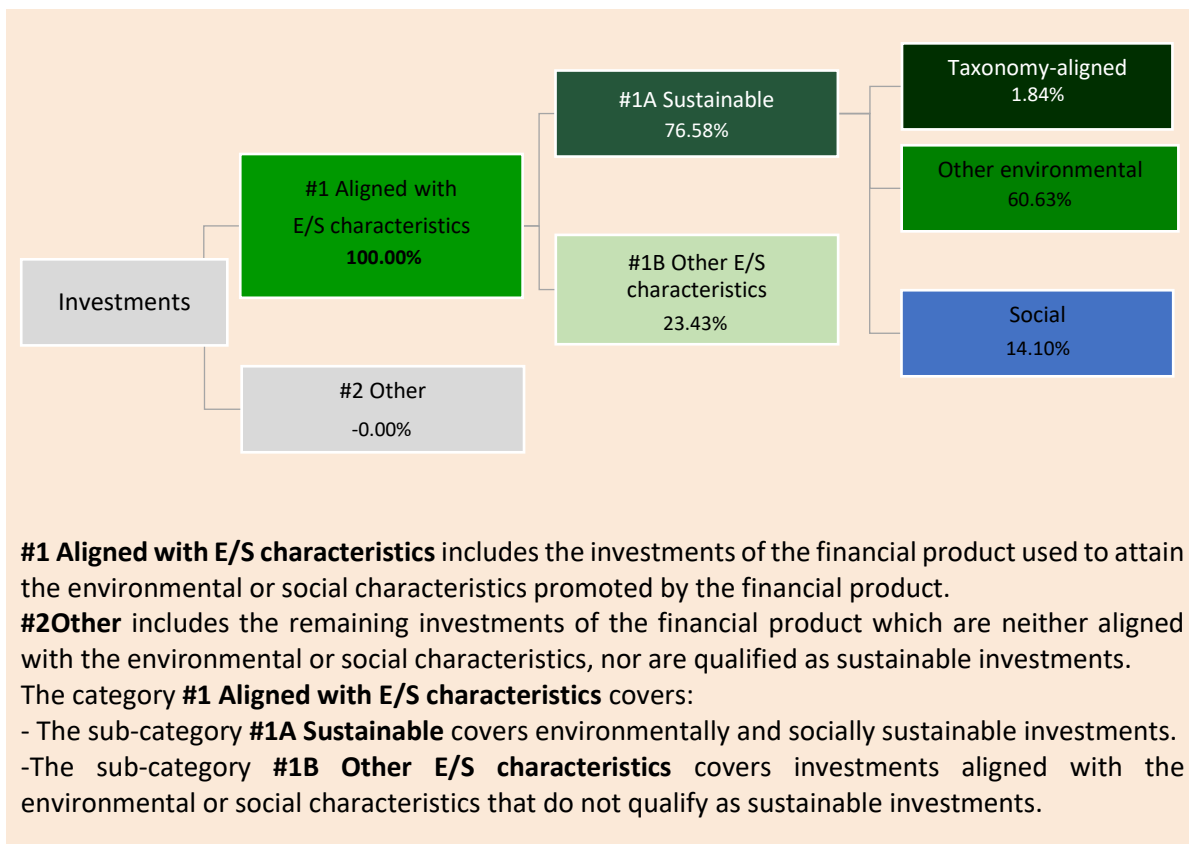 Investments
#1 Aligned with
E/S characteristics
100.00%
#2 Other
-0.00%
#1A Sustainable
76.58%
#1B Other E/S
characteristics
23.43%
Taxonomy-aligned
1.84%
Other environmental
60.63%
Social
14.10%
#1 Aligned with E/S characteristics includes the investments of the financial product used to attain
the environmental or social characteristics promoted by the financial product.
#2Other includes the remaining investments of the financial product which are neither aligned
with the environmental or social characteristics, nor are qualified as sustainable investments.
The category #1 Aligned with E/S characteristics covers:
- The sub-category #1A Sustainable covers environmentally and socially sustainable investments.
-The sub-category #1B Other E/S characteristics covers investments aligned with the
environmental or social characteristics that do not qualify as sustainable investments.